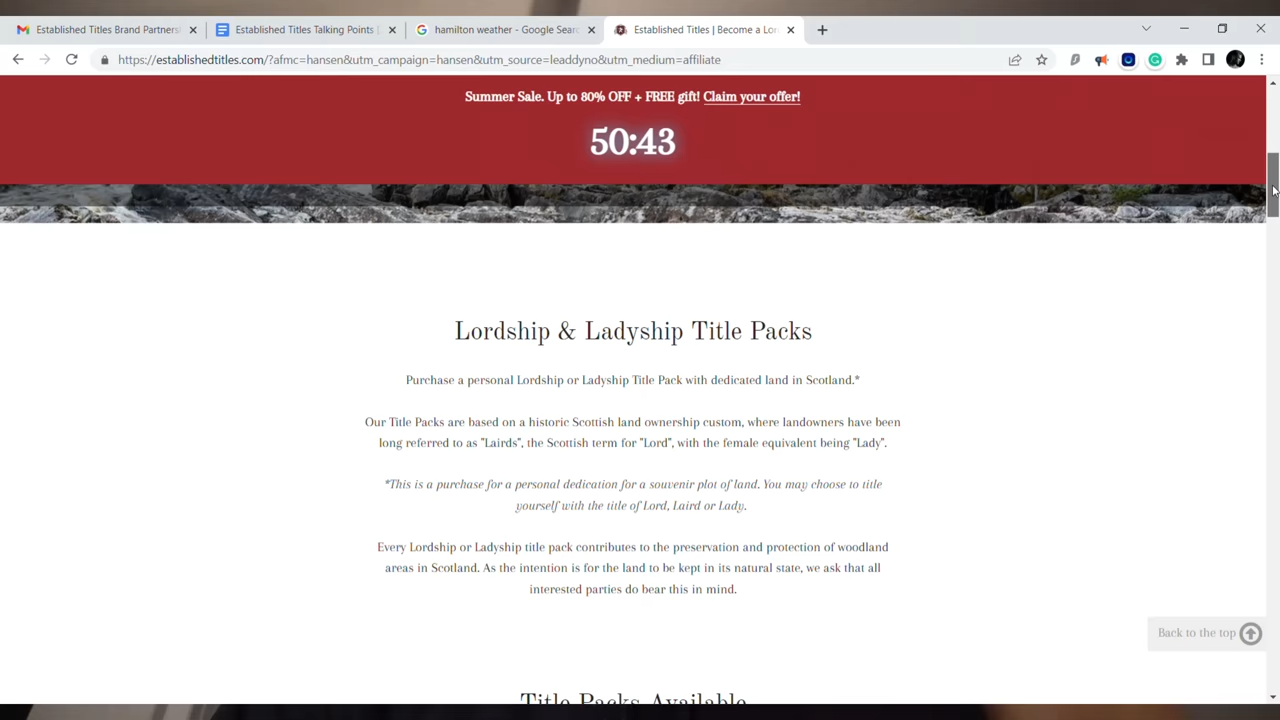 Established Titles Brand Partners
Established Titles Talking Points
hamilton weather - Google Sear
Established Titles | Become a Lor
https://establishedtitles.com/?afmc=hansen&utm_campaign=hansen&utm_source=leaddyno&utm_medium=affiliate
Summer Sale. Up to 80% OFF + FREE gift! Claim your offer!
50:43
Lordship & Ladyship Title Packs
Purchase a personal Lordship or Ladyship Title Pack with dedicated land in Scotland.*
Our Title Packs are based on a historic Scottish land ownership custom, where landowners have been
long referred to as "Lairds", the Scottish term for "Lord", with the female equivalent being "Lady".
*This is a purchase for a personal dedication for a souvenir plot of land. You may choose to title
yourself with the title of Lord, Laird or Lady.
Every Lordship or Ladyship title pack contributes to the preservation and protection of woodland
areas in Scotland. As the intention is for the land to be kept in its natural state, we ask that all
interested parties do bear this in mind.
Back to the top
Title Packs Available